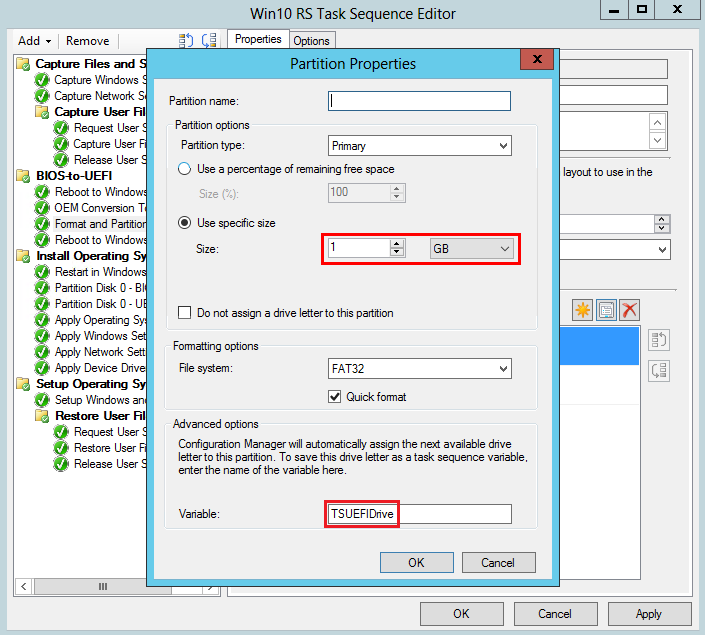 Win10 RS Task Sequence Editor
Add
Remove
Properties
Options
Capture Files and S
Capture Windows S
Capture Network Se
Capture User Fil
Request User S
Capture User Fi
Release User S
BIOS-to-UEFI
Reboot to Windows
OEM Conversion T
Format and Partition
Reboot to Windows
Install Operating Sy
Restart in Windows
Partition Disk 0 - BIO
Partition Disk 0 - UE
Apply Operating Sys
Apply Windows Set
Apply Network Setti
Apply Device Drive
Setup Operating Sy
Setup Windows and
Restore User Fil
Request User S
Restore User Fi
Release User S
layout to use in the
Partition Properties
Partition name:
Partition options
Partition type:
Primary
Use a percentage of remaining free space
Size (%):
100
Use specific size
Size:
1
GB
Do not assign a drive letter to this partition
Formatting options
File system:
FAT32
Quick format
Advanced options
Configuration Manager will automatically assign the next available drive
letter to this partition. To save this drive letter as a task sequence variable,
enter the name of the variable here.
Variable:
TSUEFIDrive
OK
Cancel
OK
Cancel
Apply